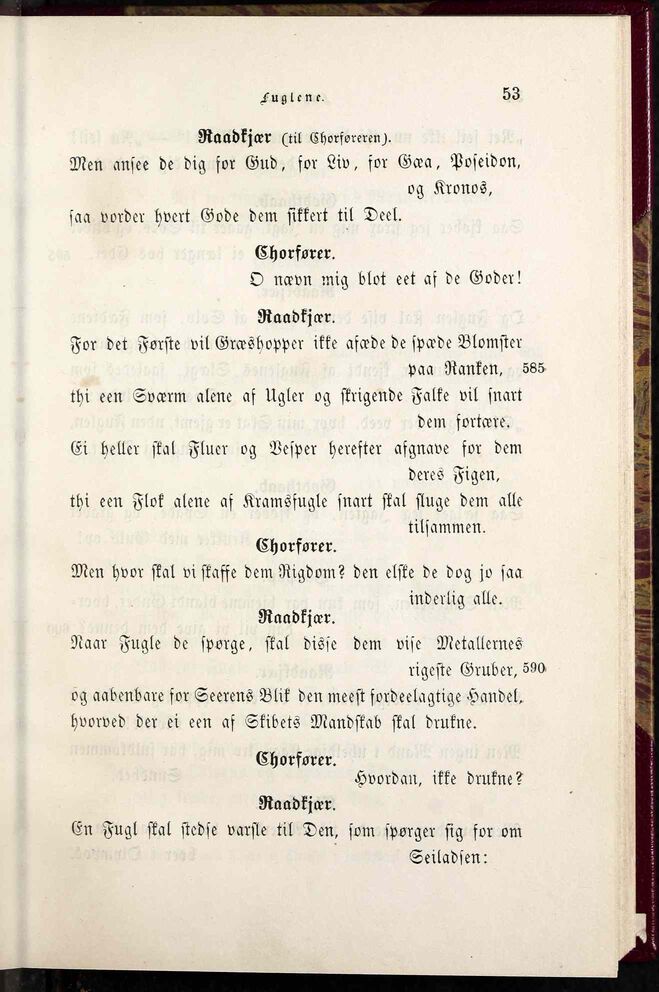 Fuglene. 53
Raadkjær (til Chorføreren).
Men ansee de dig for Gud, for Liv, for Gæa, Poseidon,
og Kronos,
saa vorder hvert Gode dem sikkert til Deel.
Chorfører.
O nævn mig blot eet af de Goder!
Raadkjær.
For det Første vil Græshopper ikke afæde de spæde Blomster
paa Ranken, 585
thi een Sværm alene af Ugler og skrigende Falke vil snart
dem fortære.
Ei heller skal Fluer og Vesper herefter afgnave for dem
deres Figen,
thi een Flok alene af Kramsfugle snart skal sluge dem alle
tilsammen.
Chorfører.
Men hvor skal vi skaffe dem Rigdom? den elske de dog jo saa
inderlig alle.
Raadkjær.
Naar Fugle de spørge, skal disse dem vise Metallernes
rigeste Gruber, 590
og aabenbare for Seerens Blik den meest fordeelagtige Handel,
hvorved der ei een af Skibets Mandskab skal drukne.
Chorfører.
Hvordan, ikke drukne?
Raadkjær.
En Fugl skal stedse varsle til Den, som spørger sig for om
Seiladsen: